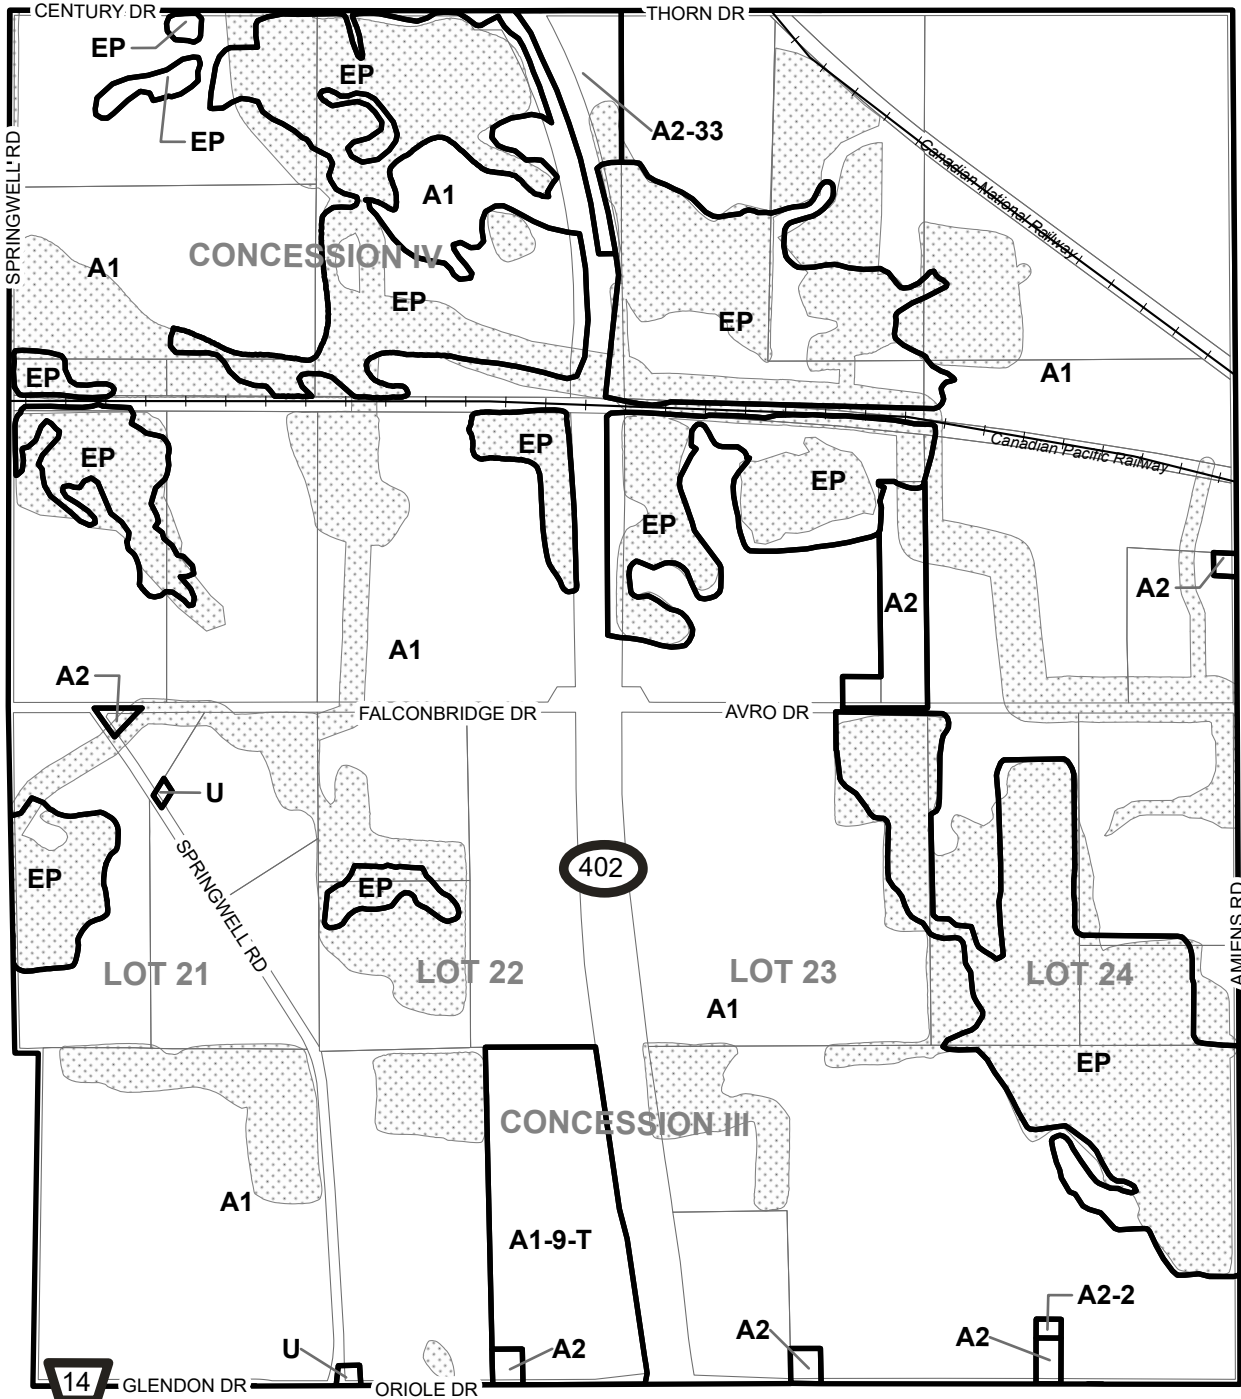 CENTURY DR
THORN DR
EP
EP
A2-33
EP
SPRINGWELL RD
Canadian National Railway
A1
CONCESSION IV
A1
EP
EP
A1
EP
Canadian Pacific Railway
EP
EP
EP
EP
A2
A2
A1
A2
FALCONBRIDGE DR
AVRO DR
U
SPRINGWELL RD
402
EP
EP
AMIENS RD
LOT 21
LOT 22
LOT 23
LOT 24
A1
EP
CONCESSION III
A1
A1-9-T
A2-2
U
A2
A2
A2
14
GLENDON DR
ORIOLE DR